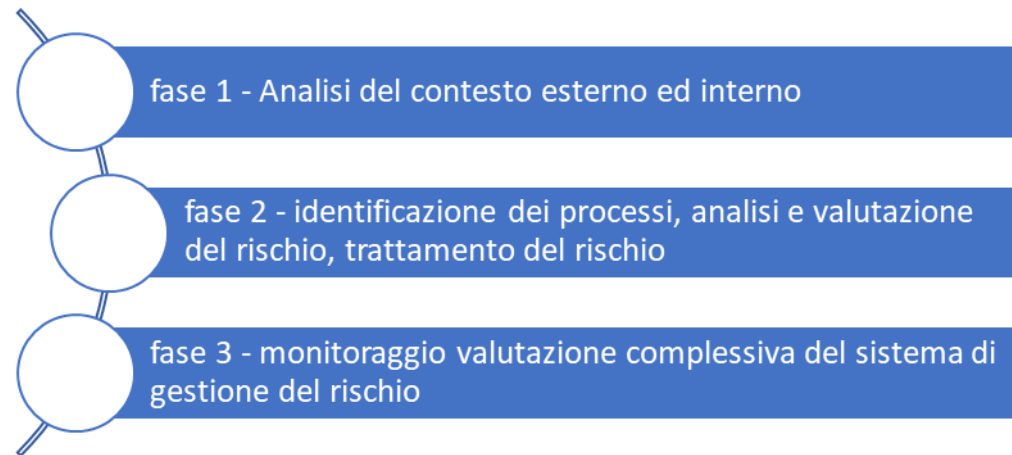 fase 1 - Analisi del contesto esterno ed interno
fase 2 - identificazione dei processi, analisi e valutazione
del rischio, trattamento del rischio
fase 3 - monitoraggio valutazione complessiva del sistema di
gestione del rischio